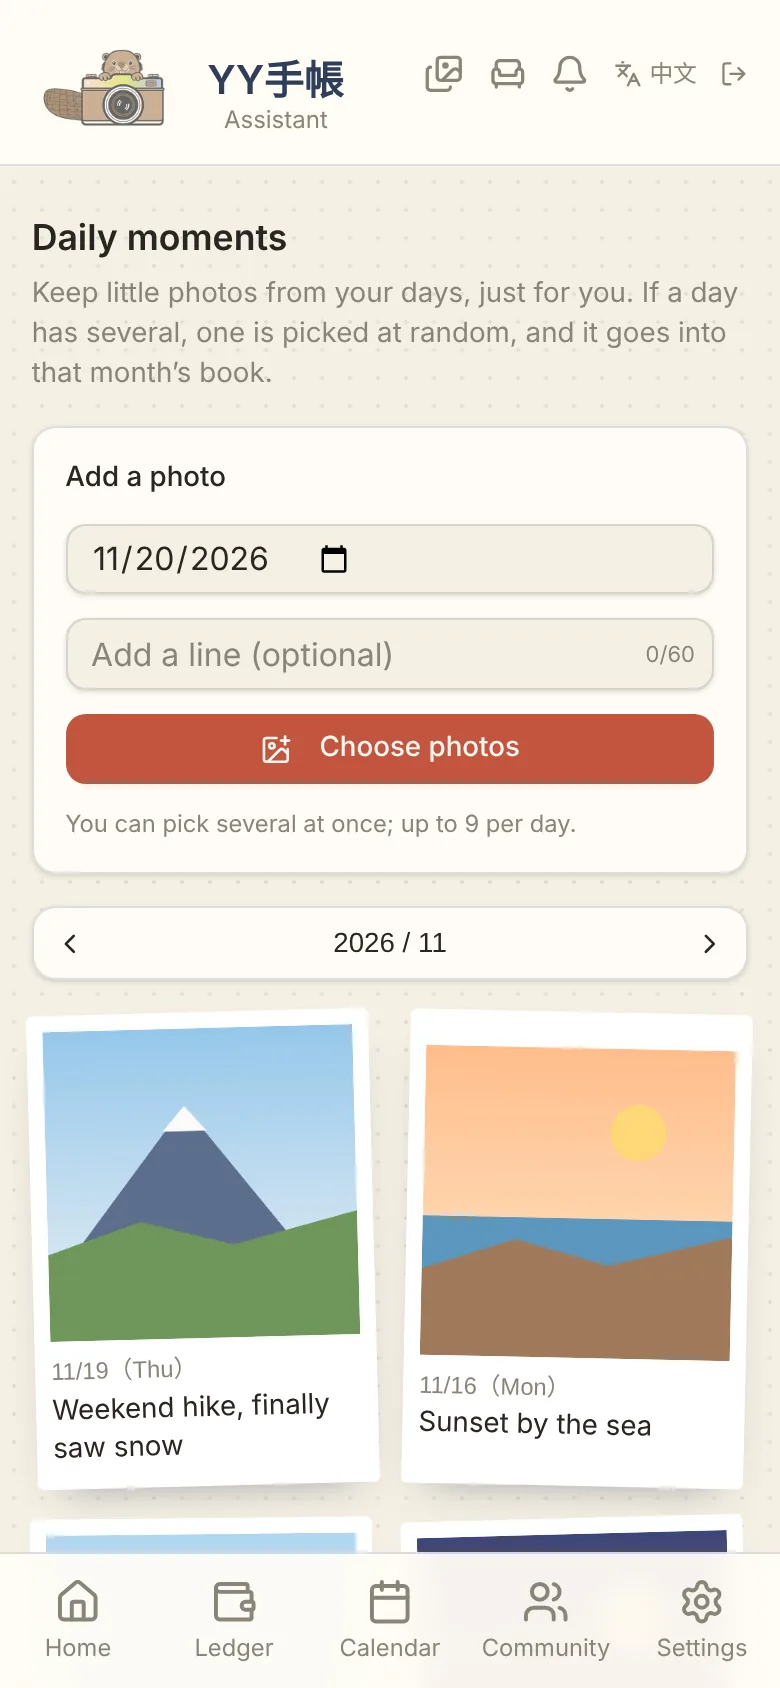 YY手帳
Assistant
中文
Daily moments
Keep little photos from your days, just for you. If a day
has several, one is picked at random, and it goes into
that month’s book.
Add a photo
11/20/2026
Add a line (optional)
0/60
Choose photos
You can pick several at once; up to 9 per day.
2026 / 11
11/19（Thu）
Weekend hike, finally
saw snow
11/16（Mon）
Sunset by the sea
Home
Ledger
Calendar
Community
Settings